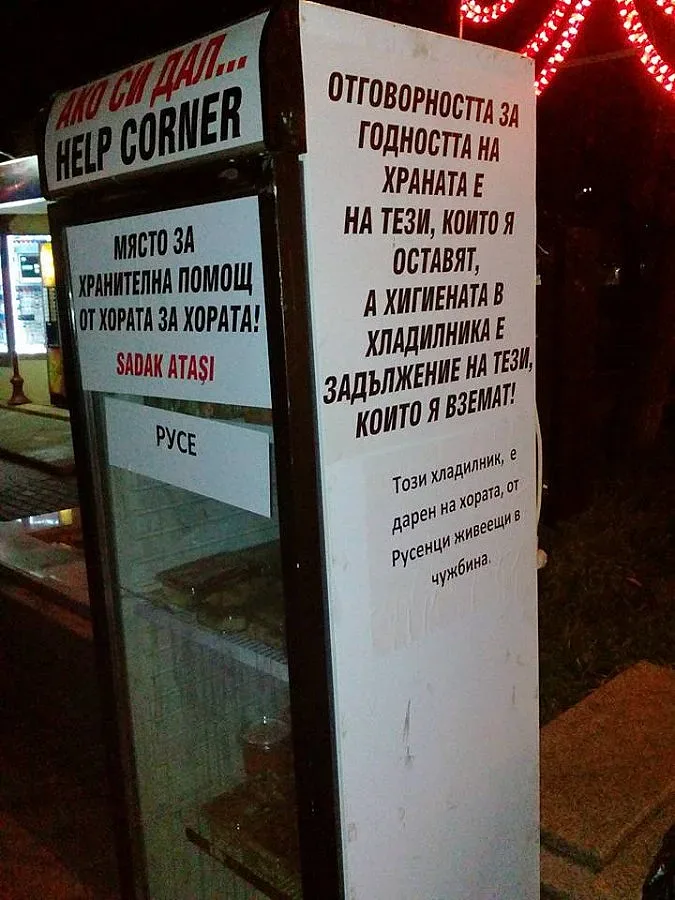 АКО СИ ДАЛ...
HELP CORNER
МЯСТО ЗА
ХРАНИТЕЛНА ПОМОЩ
ОТ ХОРАТА ЗА ХОРАТА!
SADAK ATAŞI
РУСЕ
ОТГОВОРНОСТТА ЗА
ГОДНОСТТА НА
ХРАНАТА Е
НА ТЕЗИ, КОИТО Я
ОСТАВЯТ,
А ХИГИЕНАТА В
ХЛАДИЛНИКА Е
ЗАДЪЛЖЕНИЕ НА ТЕЗИ,
КОИТО Я ВЗЕМАТ!
Този хладилник, е
дарен на хората, от
Русенци живеещи в
чужбина.